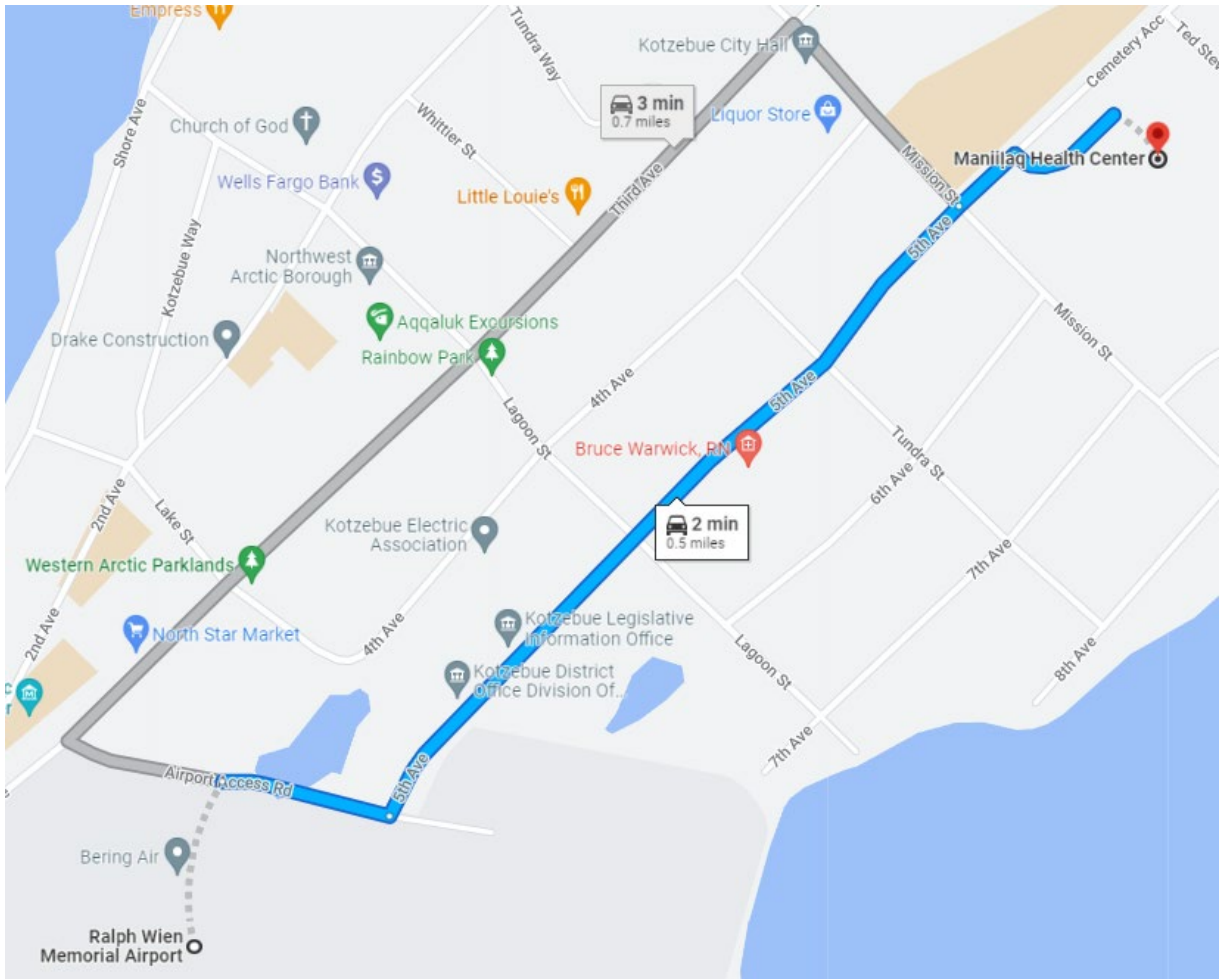 Empress
Tundra Way
Kotzebue City Hall
Cemetery Acc
Ted Stev
3 min
0.7 miles
Shore Ave
Whittier St
Liquor Store
Church of God
Mission St
Maniilaq Health Center
Wells Fargo Bank
Little Louie's
Third Ave
Kotzebue Way
5th Ave
Northwest
Arctic Borough
Aqqaluk Excursions
Drake Construction
Rainbow Park
Mission St
4th Ave
5th Ave
Lagoon St
Bruce Warwick, RN
Tundra St
6th Ave
2nd Ave
Lake St
Kotzebue Electric
Association
2 min
0.5 miles
7th Ave
Western Arctic Parklands
2nd Ave
North Star Market
4th Ave
Kotzebue Legislative
Information Office
Lagoon St
8th Ave
Kotzebue District
Office Division Of..
7th Ave
Airport Access Rd
5th Ave
Bering Air
Ralph Wien
Memorial Airport